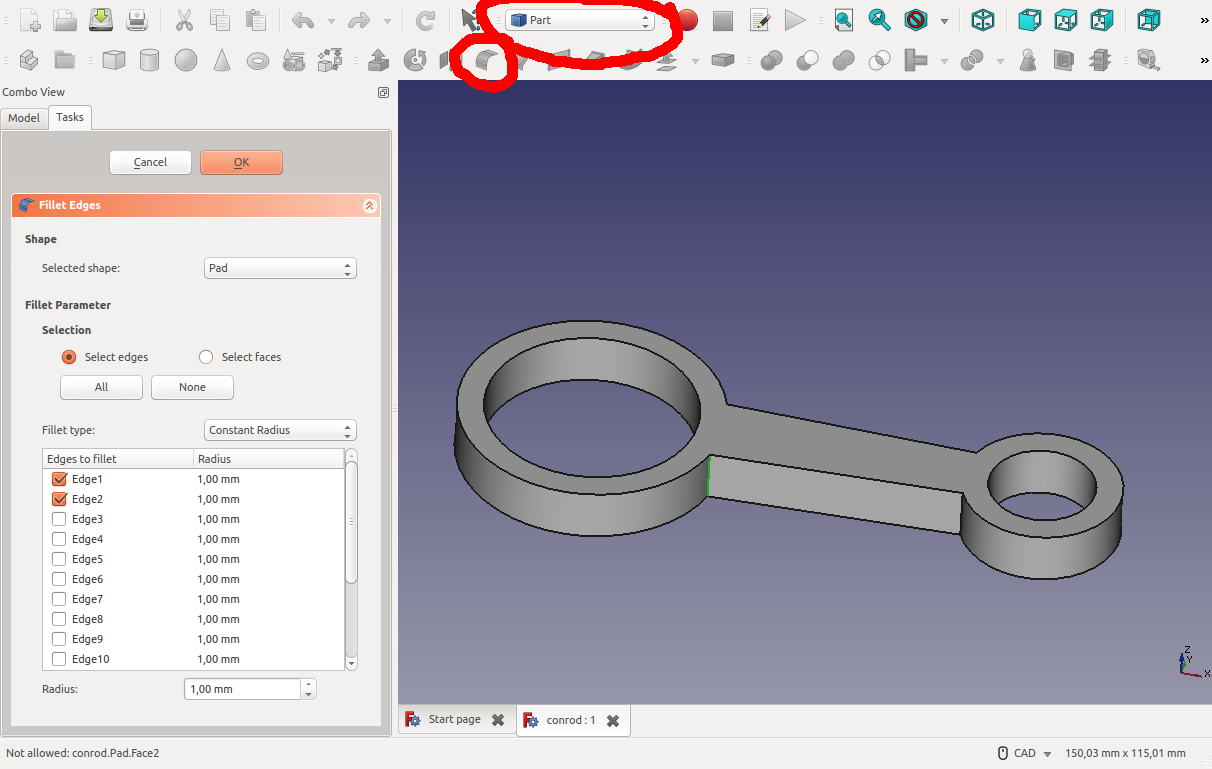 Part
»
»
Combo View
Model Tasks
Cancel OK
Fillet Edges
Shape
Selected shape: Pad
Fillet Parameter
Selection
Select edges Select faces
All None
Fillet type: Constant Radius
Edges to fillet Radius
Edge1 1,00 mm
Edge2 1,00 mm
Edge3 1,00 mm
Edge4 1,00 mm
Edge5 1,00 mm
Edge6 1,00 mm
Edge7 1,00 mm
Edge8 1,00 mm
Edge9 1,00 mm
Edge10 1,00 mm
Radius: 1,00 mm
Z
Y
X
Start page conrod : 1
Not allowed: conrod.Pad.Face2 CAD 150,03 mm x 115,01 mm